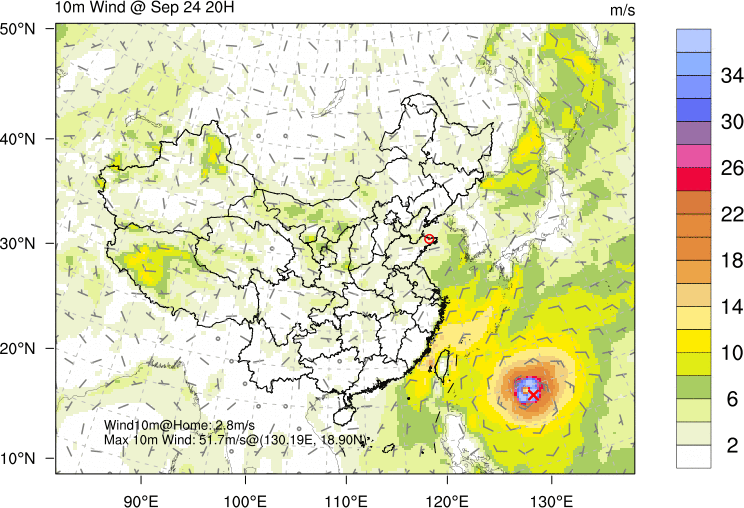 10m Wind @ Sep 24 20H
m/s
50°N
40°N
30°N
20°N
10°N
34
30
26
22
18
14
10
6
2
Wind10m@Home: 2.8m/s
Max 10m Wind: 51.7m/s@(130.19E, 18.90N)
90°E
100°E
110°E
120°E
130°E